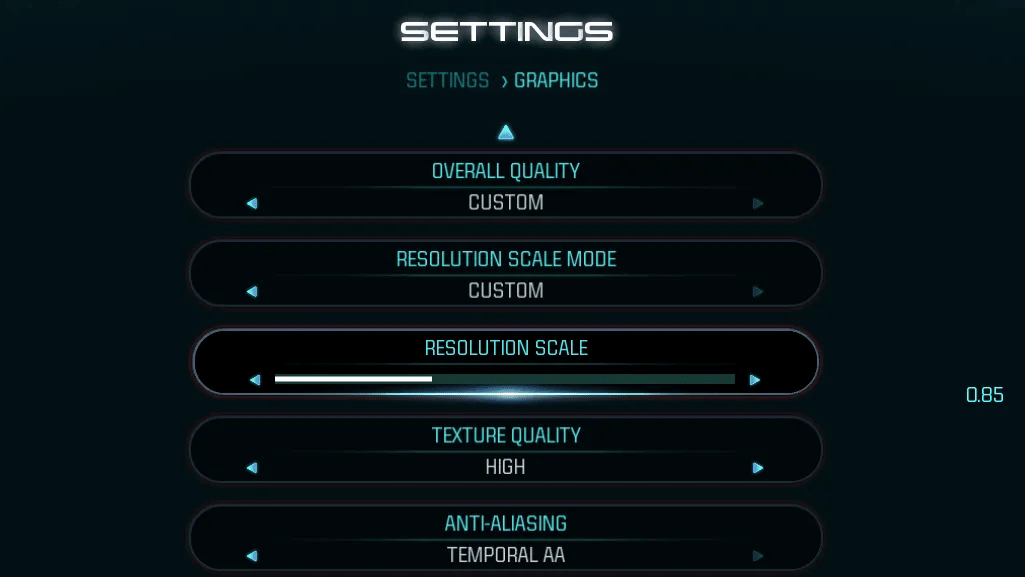 SETTINGS
SETTINGS › GRAPHICS
OVERALL QUALITY
CUSTOM
RESOLUTION SCALE MODE
CUSTOM
RESOLUTION SCALE
0.85
TEXTURE QUALITY
HIGH
ANTI-ALIASING
TEMPORAL AA